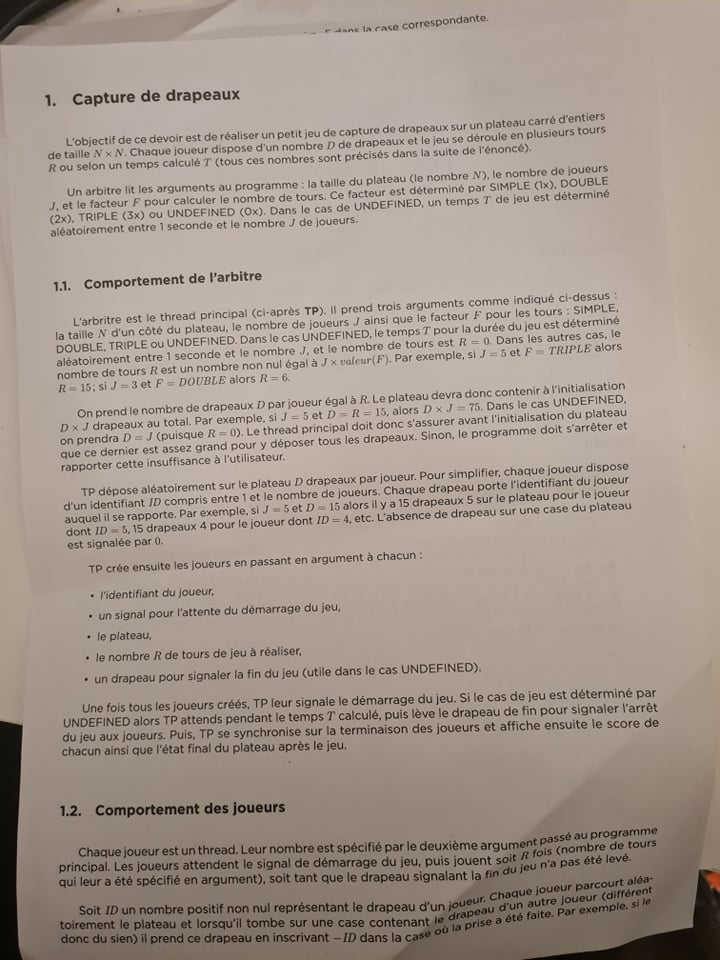 dans la case correspondante.
1. Capture de drapeaux
L'objectif de ce devoir est de réaliser un petit jeu de capture de drapeaux sur un plateau carré d'entiers
de taille N × N. Chaque joueur dispose d'un nombre D de drapeaux et le jeu se déroule en plusieurs tours
R ou selon un temps calculé T (tous ces nombres sont précisés dans la suite de l'énoncé).
Un arbitre lit les arguments au programme : la taille du plateau (le nombre N), le nombre de joueurs
J, et le facteur F pour calculer le nombre de tours. Ce facteur est déterminé par SIMPLE (1x), DOUBLE
(2x), TRIPLE (3x) ou UNDEFINED (0x). Dans le cas de UNDEFINED, un temps T de jeu est déterminé
aléatoirement entre 1 seconde et le nombre J de joueurs.
1.1. Comportement de l'arbitre
L'arbritre est le thread principal (ci-après TP). Il prend trois arguments comme indiqué ci-dessus :
la taille N d'un côté du plateau, le nombre de joueurs J ainsi que le facteur F pour les tours : SIMPLE,
DOUBLE, TRIPLE ou UNDEFINED. Dans le cas UNDEFINED, le temps T pour la durée du jeu est déterminé
aléatoirement entre 1 seconde et le nombre J, et le nombre de tours est R = 0. Dans les autres cas, le
nombre de tours R est un nombre non nul égal à J × valeur(F). Par exemple, si J = 5 et F = TRIPLE alors
R = 15; si J = 3 et F = DOUBLE alors R = 6.
On prend le nombre de drapeaux D par joueur égal à R. Le plateau devra donc contenir à l'initialisation
D × J drapeaux au total. Par exemple, si J = 5 et D = R = 15, alors D × J = 75. Dans le cas UNDEFINED,
on prendra D = J (puisque R = 0). Le thread principal doit donc s'assurer avant l'initialisation du plateau
que ce dernier est assez grand pour y déposer tous les drapeaux. Sinon, le programme doit s'arrêter et
rapporter cette insuffisance à l'utilisateur.
TP dépose aléatoirement sur le plateau D drapeaux par joueur. Pour simplifier, chaque joueur dispose
d'un identifiant ID compris entre 1 et le nombre de joueurs. Chaque drapeau porte l'identifiant du joueur
auquel il se rapporte. Par exemple, si J = 5 et D = 15 alors il y a 15 drapeaux 5 sur le plateau pour le joueur
dont ID = 5, 15 drapeaux 4 pour le joueur dont ID = 4, etc. L'absence de drapeau sur une case du plateau
est signalée par 0.
TP crée ensuite les joueurs en passant en argument à chacun :
• l'identifiant du joueur,
• un signal pour l'attente du démarrage du jeu,
• le plateau,
• le nombre R de tours de jeu à réaliser,
• un drapeau pour signaler la fin du jeu (utile dans le cas UNDEFINED).
Une fois tous les joueurs créés, TP leur signale le démarrage du jeu. Si le cas de jeu est déterminé par
UNDEFINED alors TP attends pendant le temps T calculé, puis lève le drapeau de fin pour signaler l'arrêt
du jeu aux joueurs. Puis, TP se synchronise sur la terminaison des joueurs et affiche ensuite le score de
chacun ainsi que l'état final du plateau après le jeu.
1.2. Comportement des joueurs
Chaque joueur est un thread. Leur nombre est spécifié par le deuxième argument passé au programme
principal. Les joueurs attendent le signal de démarrage du jeu, puis jouent soit R fois (nombre de tours
qui leur a été spécifié en argument), soit tant que le drapeau signalant la fin du jeu n'a pas été levé.
Soit ID un nombre positif non nul représentant le drapeau d'un joueur. Chaque joueur parcourt aléa-
toirement le plateau et lorsqu'il tombe sur une case contenant le drapeau d'un autre joueur (différent
donc du sien) il prend ce drapeau en inscrivant −ID dans la case où la prise a été faite. Par exemple, si le